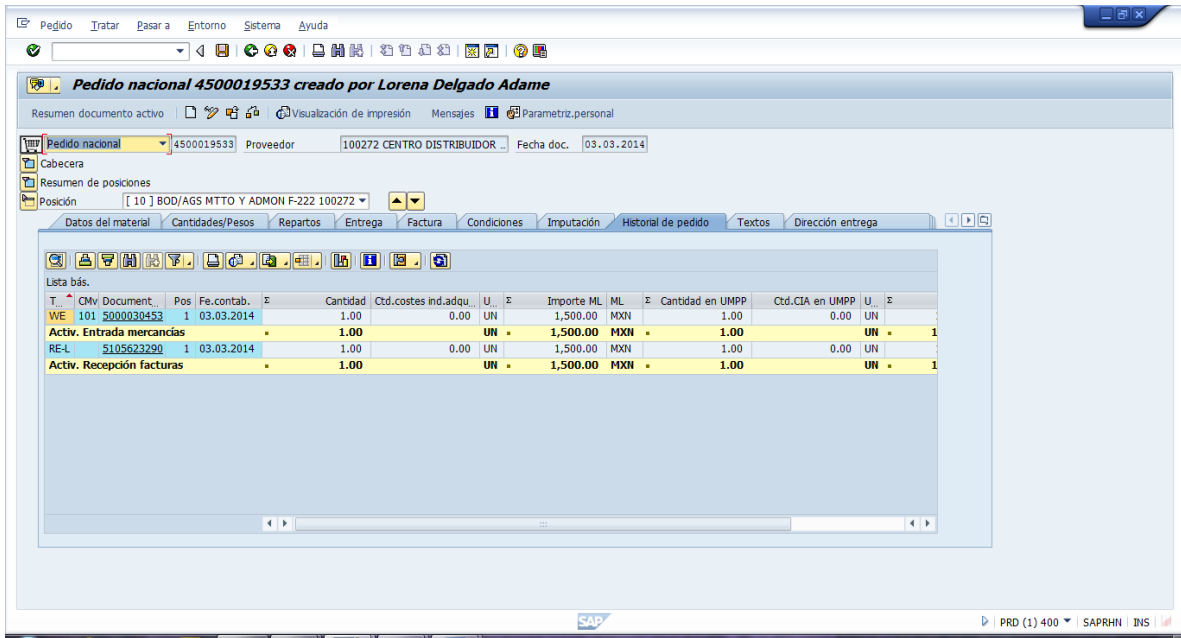 Pedido Tratar Pasar a Entorno Sistema Ayuda
Pedido nacional 4500019533 creado por Lorena Delgado Adame
Resumen documento activo Visualización de impresión Mensajes Parametriz.personal
Pedido nacional 4500019533 Proveedor 100272 CENTRO DISTRIBUIDOR .. Fecha doc. 03.03.2014
Cabecera
Resumen de posiciones
Posición [ 10 ] BOD/AGS MTTO Y ADMON F-222 100272
Datos del material Cantidades/Pesos Repartos Entrega Factura Condiciones Imputación Historial de pedido Textos Dirección entrega
Lista bás.
T... CMv Document... Pos Fe.contab. Σ Cantidad Ctd.costes ind.adqu... U... Σ Importe ML ML Σ Cantidad en UMPP Ctd.CIA en UMPP U... Σ
WE 101 5000030453 1 03.03.2014 1.00 0.00 UN 1,500.00 MXN 1.00 0.00 UN
Activ. Entrada mercancías 1.00 UN 1,500.00 MXN 1.00 UN 1
RE-L 5105623290 1 03.03.2014 1.00 0.00 UN 1,500.00 MXN 1.00 0.00 UN
Activ. Recepción facturas 1.00 UN 1,500.00 MXN 1.00 UN 1
SAP PRD (1) 400 SAPRHN INS